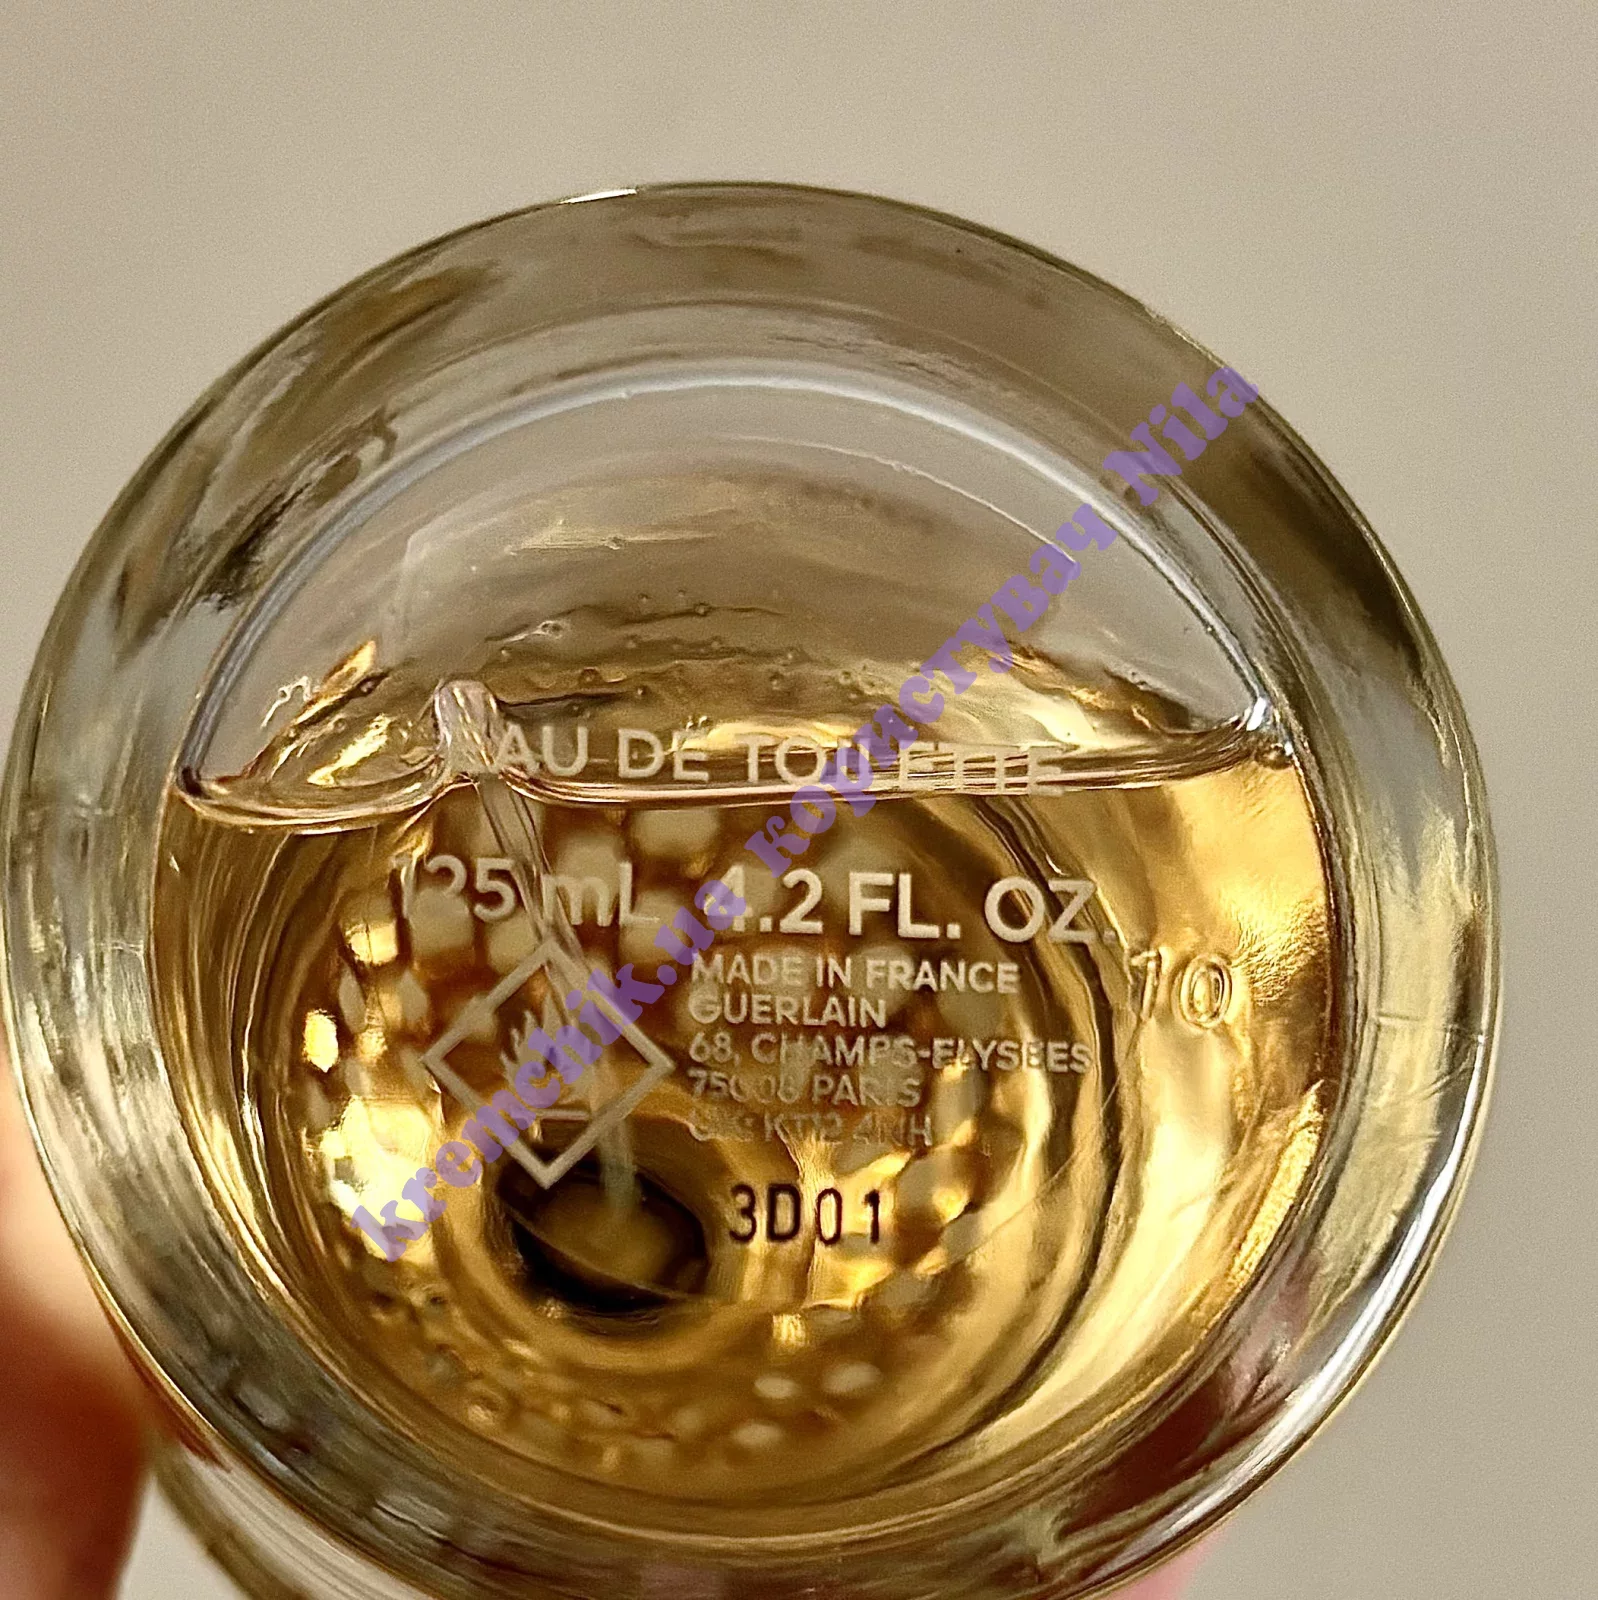 EAU DE TOILETTE
125 mL 4.2 FL. OZ.
MADE IN FRANCE
GUERLAIN
68, CHAMPS-ELYSEES
75008 PARIS
KT12 4NH
10
3D01
kremchik.ua Користувач Nila